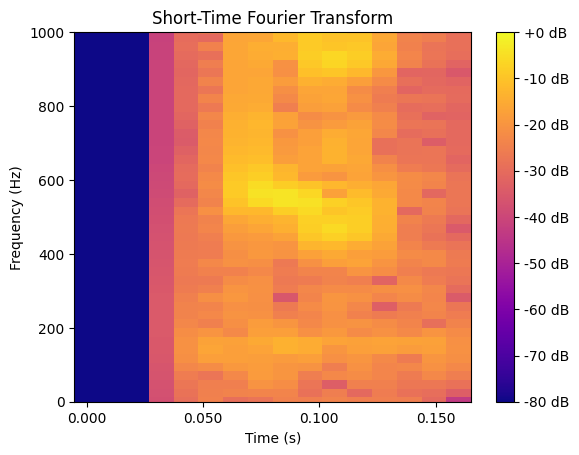 Short-Time Fourier Transform
1000
800
600
400
200
0
Frequency (Hz)
0.000
0.050
0.100
0.150
Time (s)
+0 dB
-10 dB
-20 dB
-30 dB
-40 dB
-50 dB
-60 dB
-70 dB
-80 dB